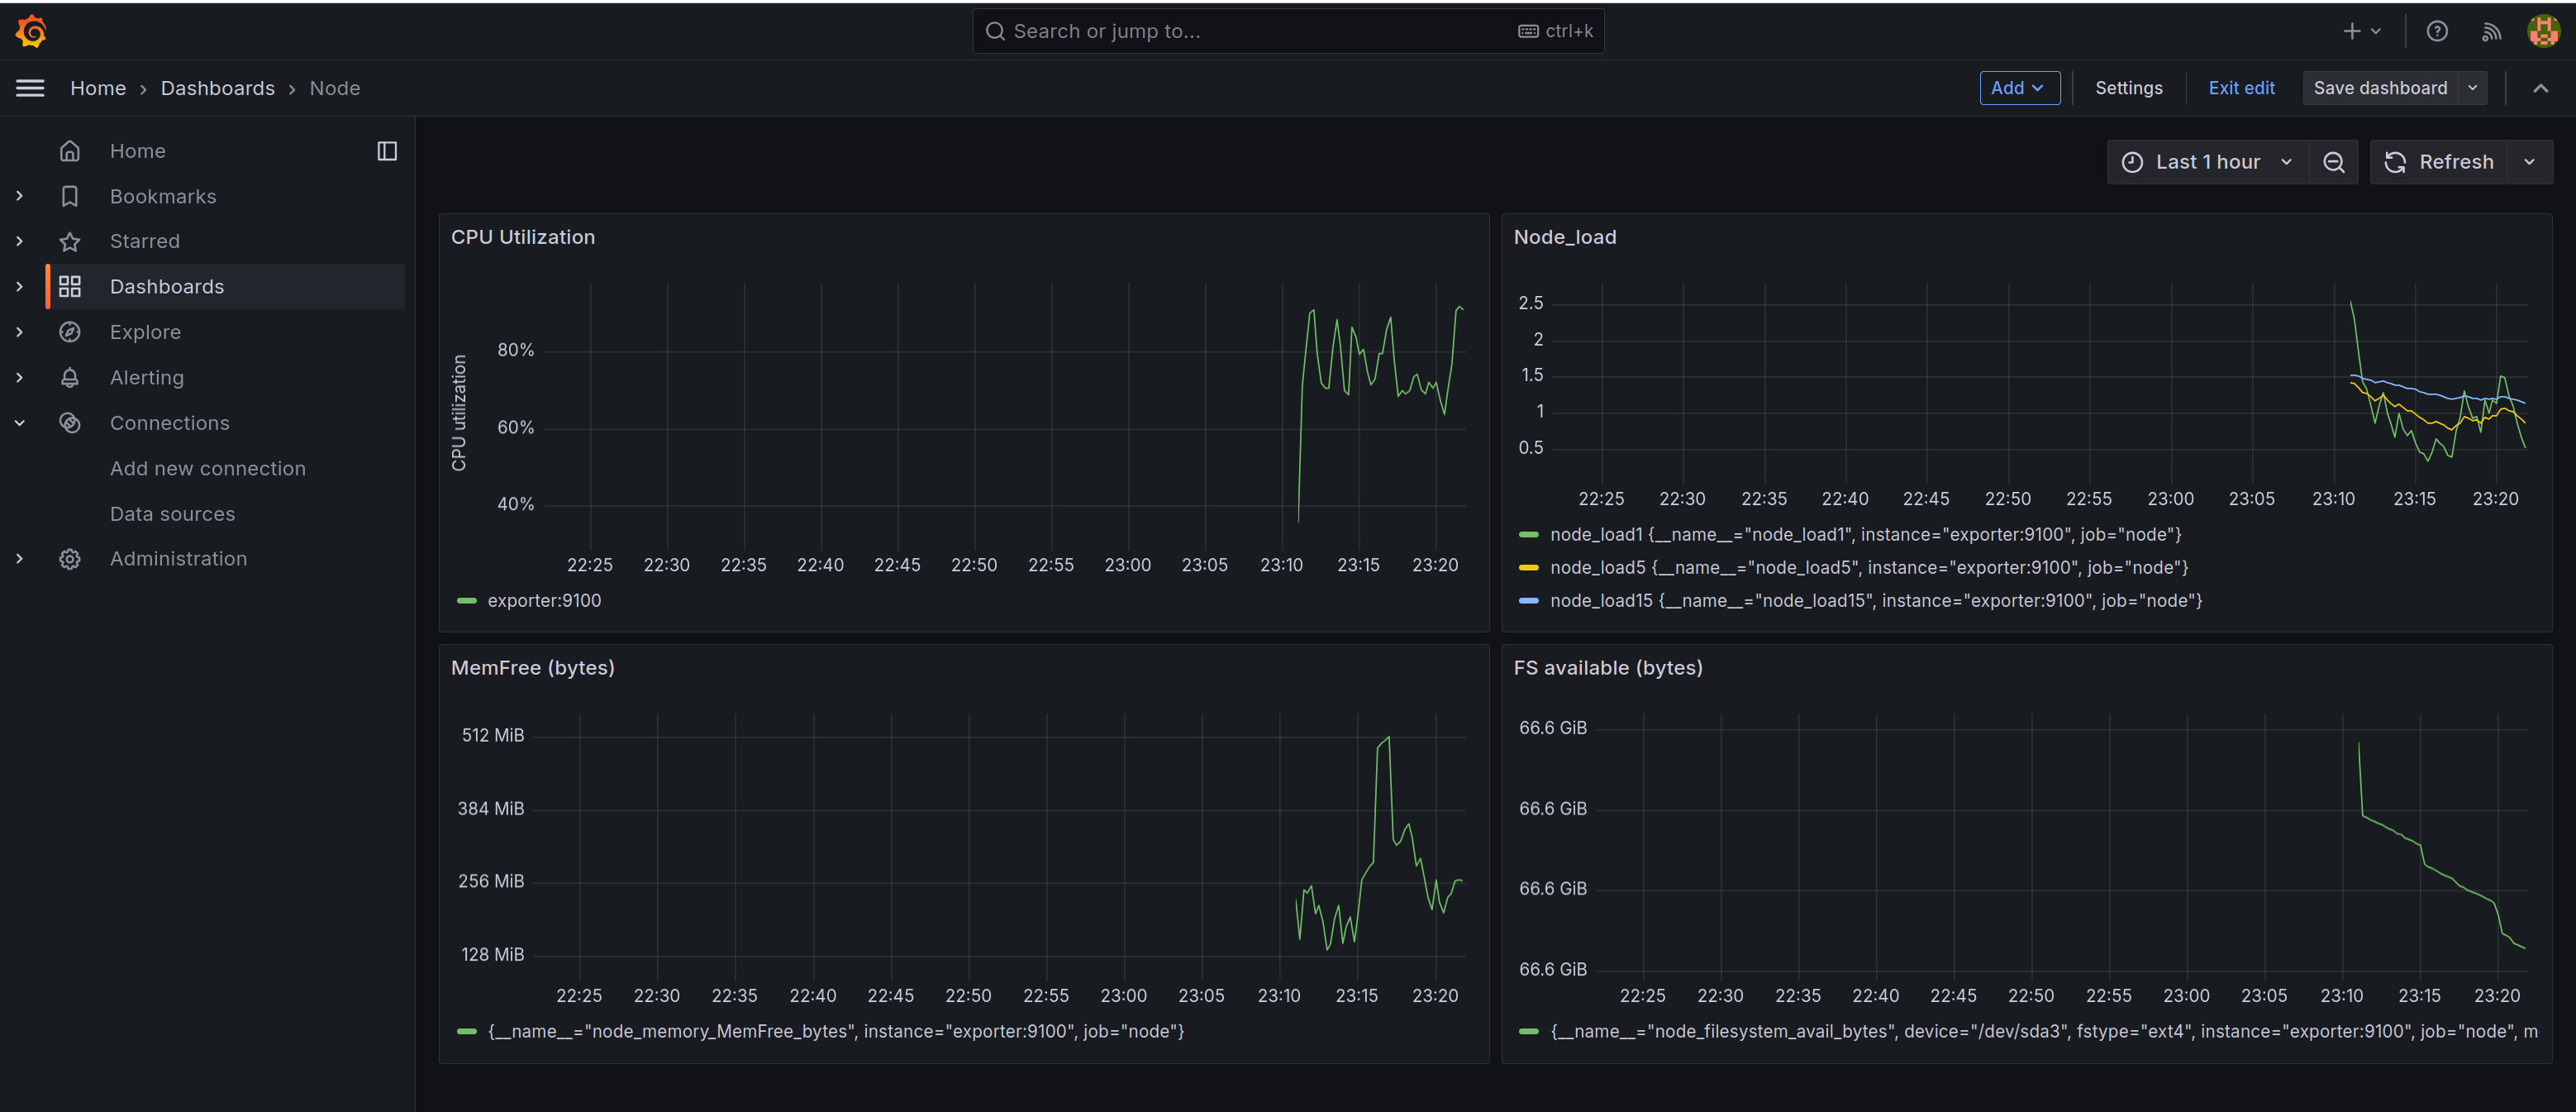 Search or jump to...
ctrl+k
Home › Dashboards › Node
Add
Settings
Exit edit
Save dashboard
Home
Bookmarks
Starred
Dashboards
Explore
Alerting
Connections
Add new connection
Data sources
Administration
Last 1 hour
Refresh
CPU Utilization
CPU utilization
80%
60%
40%
22:25 22:30 22:35 22:40 22:45 22:50 22:55 23:00 23:05 23:10 23:15 23:20
exporter:9100
Node_load
2.5
2
1.5
1
0.5
22:25 22:30 22:35 22:40 22:45 22:50 22:55 23:00 23:05 23:10 23:15 23:20
node_load1 {__name__="node_load1", instance="exporter:9100", job="node"}
node_load5 {__name__="node_load5", instance="exporter:9100", job="node"}
node_load15 {__name__="node_load15", instance="exporter:9100", job="node"}
MemFree (bytes)
512 MiB
384 MiB
256 MiB
128 MiB
22:25 22:30 22:35 22:40 22:45 22:50 22:55 23:00 23:05 23:10 23:15 23:20
{__name__="node_memory_MemFree_bytes", instance="exporter:9100", job="node"}
FS available (bytes)
66.6 GiB
66.6 GiB
66.6 GiB
66.6 GiB
22:25 22:30 22:35 22:40 22:45 22:50 22:55 23:00 23:05 23:10 23:15 23:20
{__name__="node_filesystem_avail_bytes", device="/dev/sda3", fstype="ext4", instance="exporter:9100", job="node", m